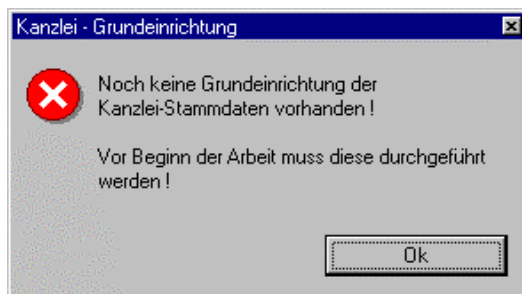 Kanzlei - Grundeinrichtung
Noch keine Grundeinrichtung der
Kanzlei-Stammdaten vorhanden !
Vor Beginn der Arbeit muss diese durchgeführt
werden !
Ok